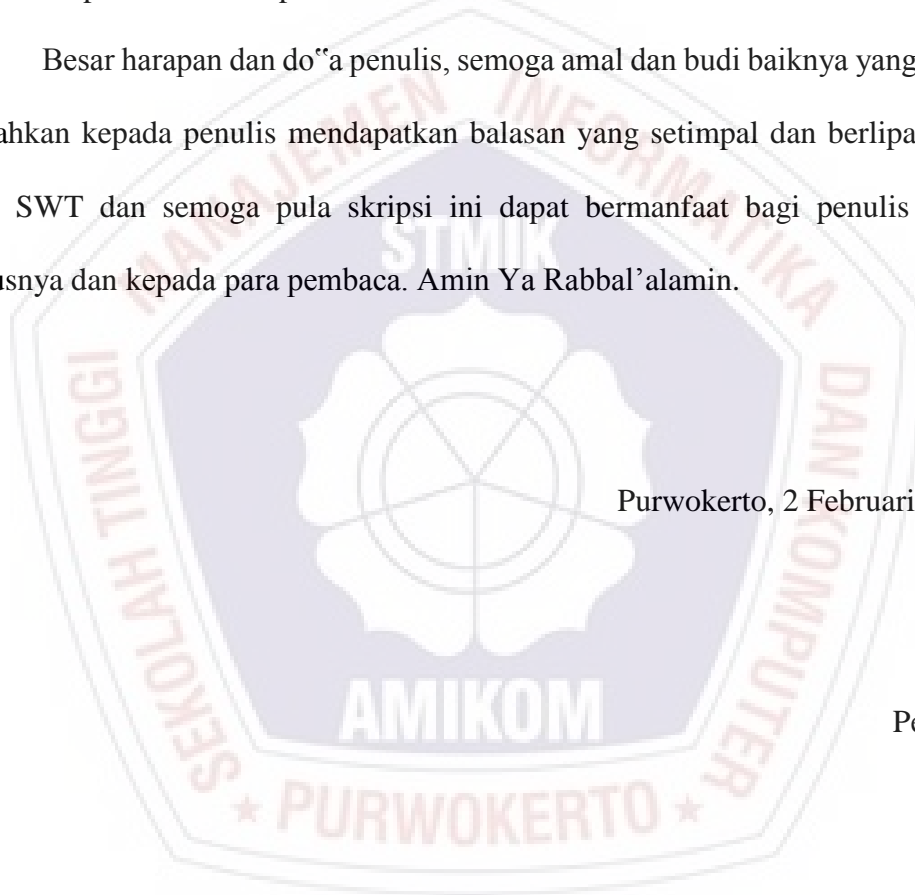 Besar harapan dan do‟a penulis, semoga amal dan budi baiknya yang
ahkan kepada penulis mendapatkan balasan yang setimpal dan berlipa
SWT dan semoga pula skripsi ini dapat bermanfaat bagi penulis
usnya dan kepada para pembaca. Amin Ya Rabbal’alamin.
Purwokerto, 2 Februari
Pe
SEKOLAH TINGGI MANAJEMEN INFORMATIKA DAN KOMPUTER
STMIK
AMIKOM
★ PURWOKERTO ★